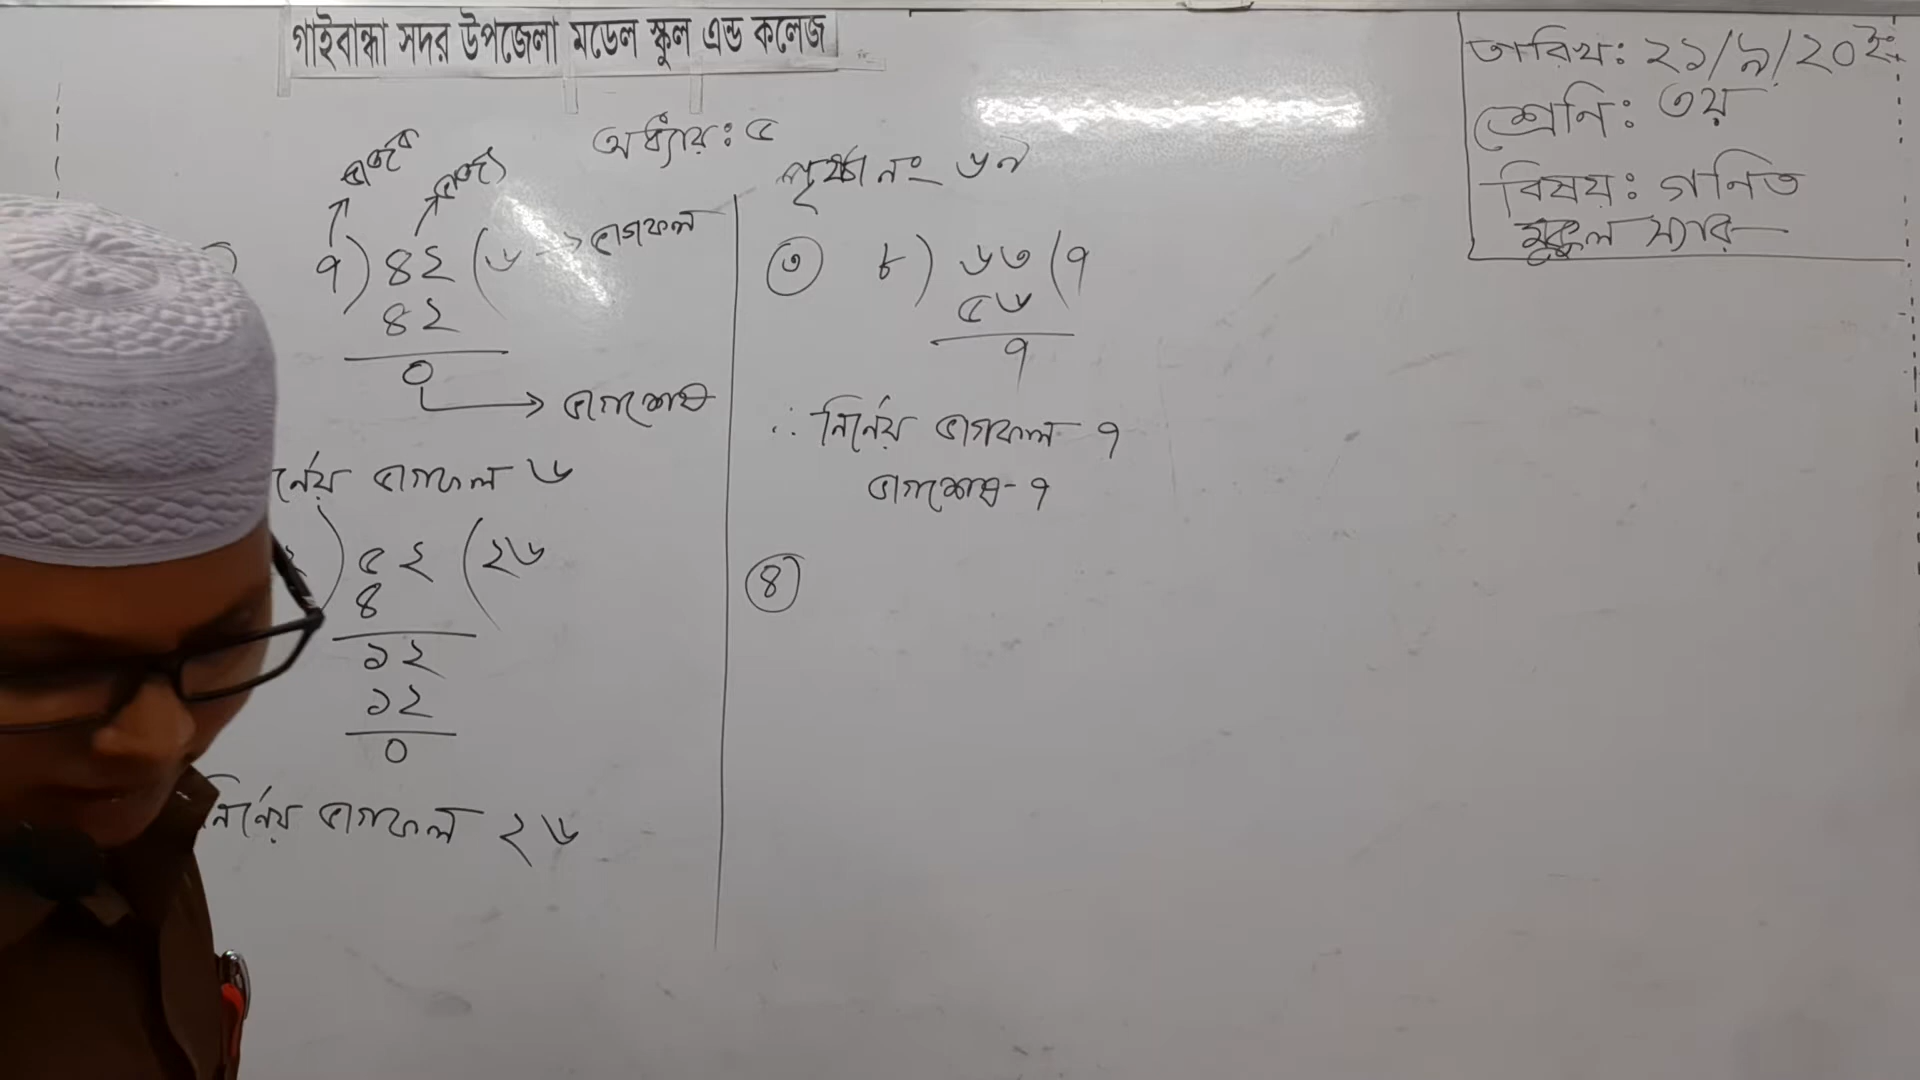 গাইবান্ধা সদর উপজেলা মডেল স্কুল এন্ড কলেজ
তারিখ: ২১/৯/২০ইং
শ্রেণি: ৩য়
বিষয়: গনিত
মুকুল স্যার
অধ্যায়: ৫
পৃষ্ঠা নং ৬৭
ভাজক
ভাজ্য
৭) ৪২ (৬ → ভাগফল
৪২
০
→ ভাগশেষ
র্নেয় ভাগফল ৬
) ৫২ (২৬
৪
১২
১২
০
নির্নেয় ভাগফল ২৬
৩ ৮) ৬৩ (৭
৫৬
৭
∴ নির্নেয় ভাগফল ৭
ভাগশেষ- ৭
৪